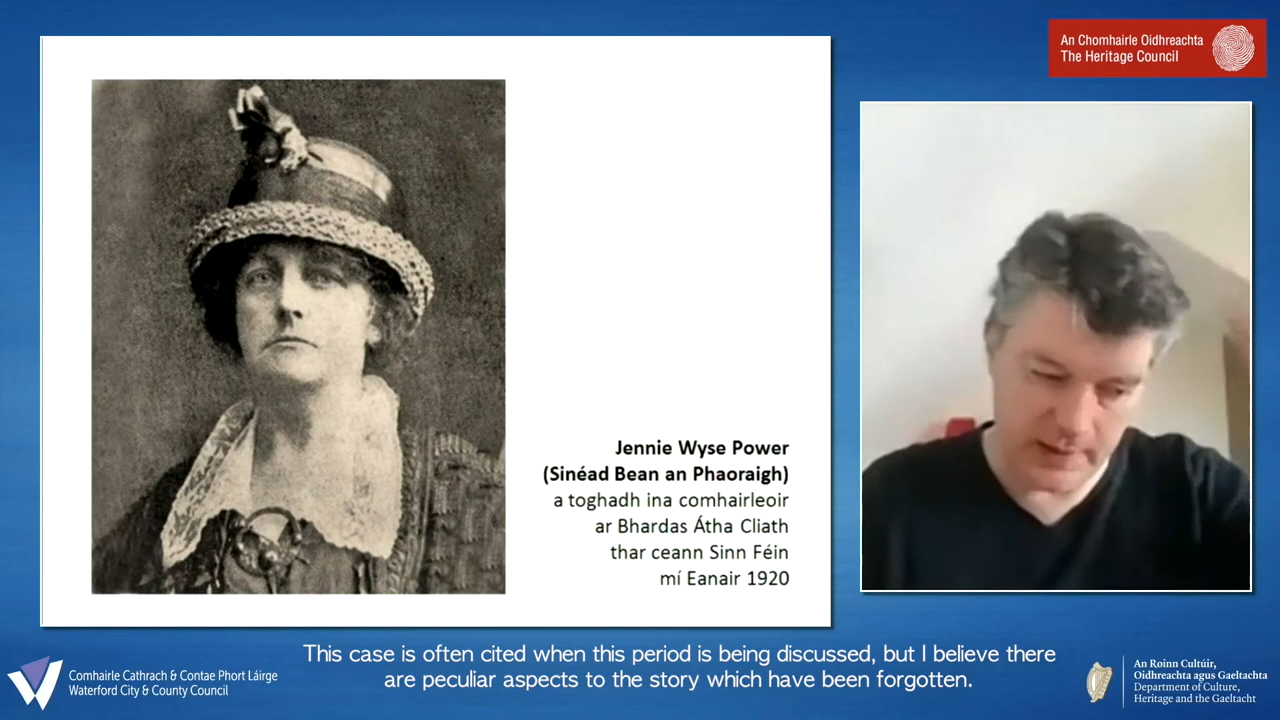 An Chomhairle Oidhreachta
The Heritage Council
Jennie Wyse Power
(Sinéad Bean an Phaoraigh)
a toghadh ina comhairleoir
ar Bhardas Átha Cliath
thar ceann Sinn Féin
mí Eanair 1920
This case is often cited when this period is being discussed, but I believe there
are peculiar aspects to the story which have been forgotten.
Comhairle Cathrach & Contae Phort Láirge
Waterford City & County Council
An Roinn Cultúir,
Oidhreachta agus Gaeltachta
Department of Culture,
Heritage and the Gaeltacht